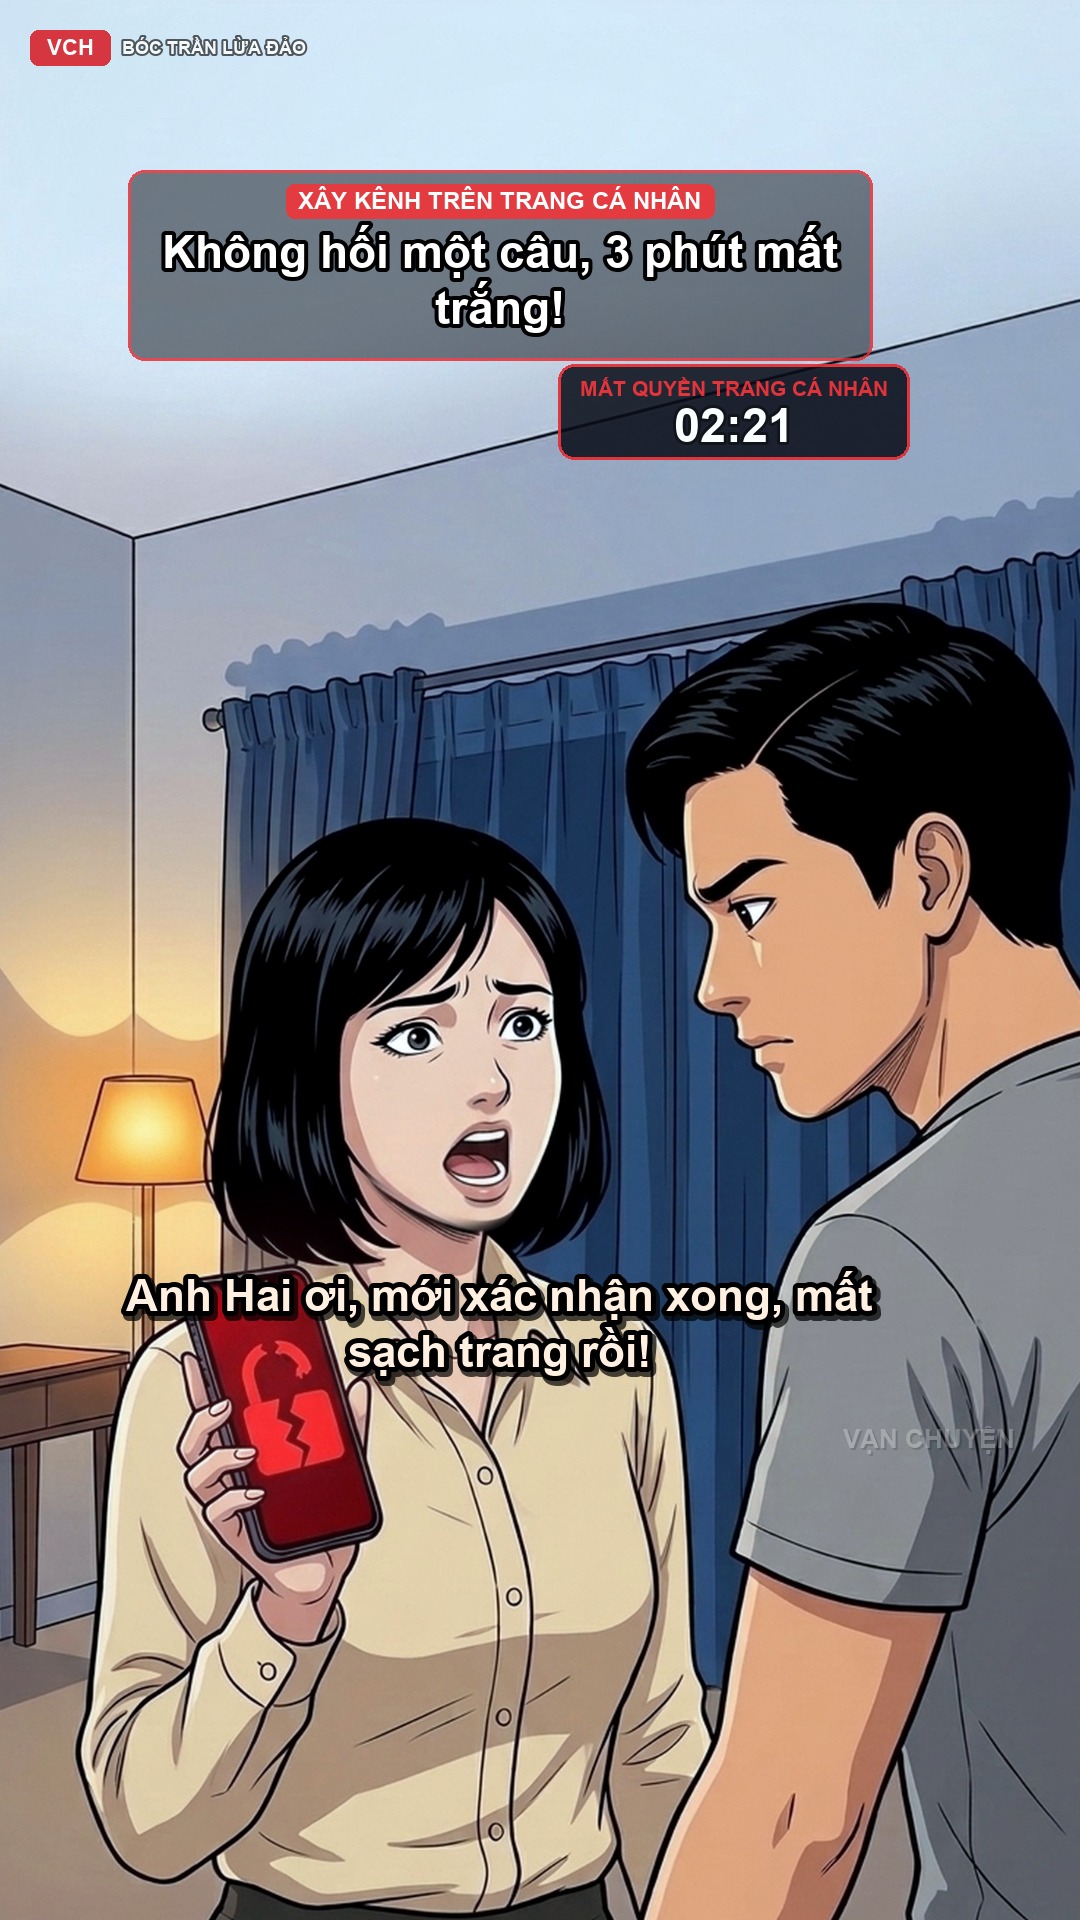 VCH BÓC TRẦN LỪA ĐẢO
XÂY KÊNH TRÊN TRANG CÁ NHÂN
Không hối một câu, 3 phút mất
trắng!
MẤT QUYỀN TRANG CÁ NHÂN
02:21
Anh Hai ơi, mới xác nhận xong, mất
sạch trang rồi!
VẠN CHUYỆN